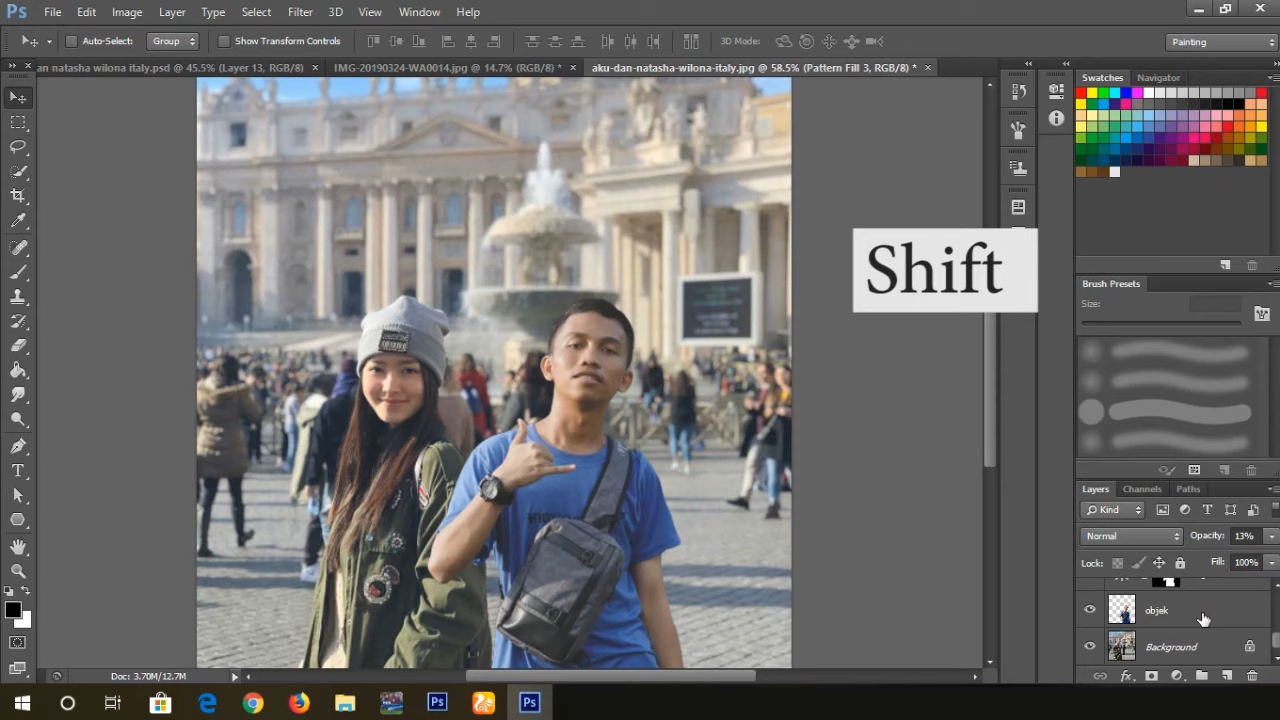 Ps File Edit Image Layer Type Select Filter 3D View Window Help
Auto-Select: Group Show Transform Controls 3D Mode: Painting
an natasha wilona italy.psd @ 45.5% (Layer 13, RGB/8) × IMG-20190324-WA0014.jpg @ 14.7% (RGB/8) * × aku-dan-natasha-wilona-italy.jpg @ 58.5% (Pattern Fill 3, RGB/8) * ×
Swatches Navigator
Shift
Brush Presets
Size:
Layers Channels Paths
Kind
Normal Opacity: 13%
Lock: Fill: 100%
objek
Background
Doc: 3.70M/12.7M
fx
Ps Ps